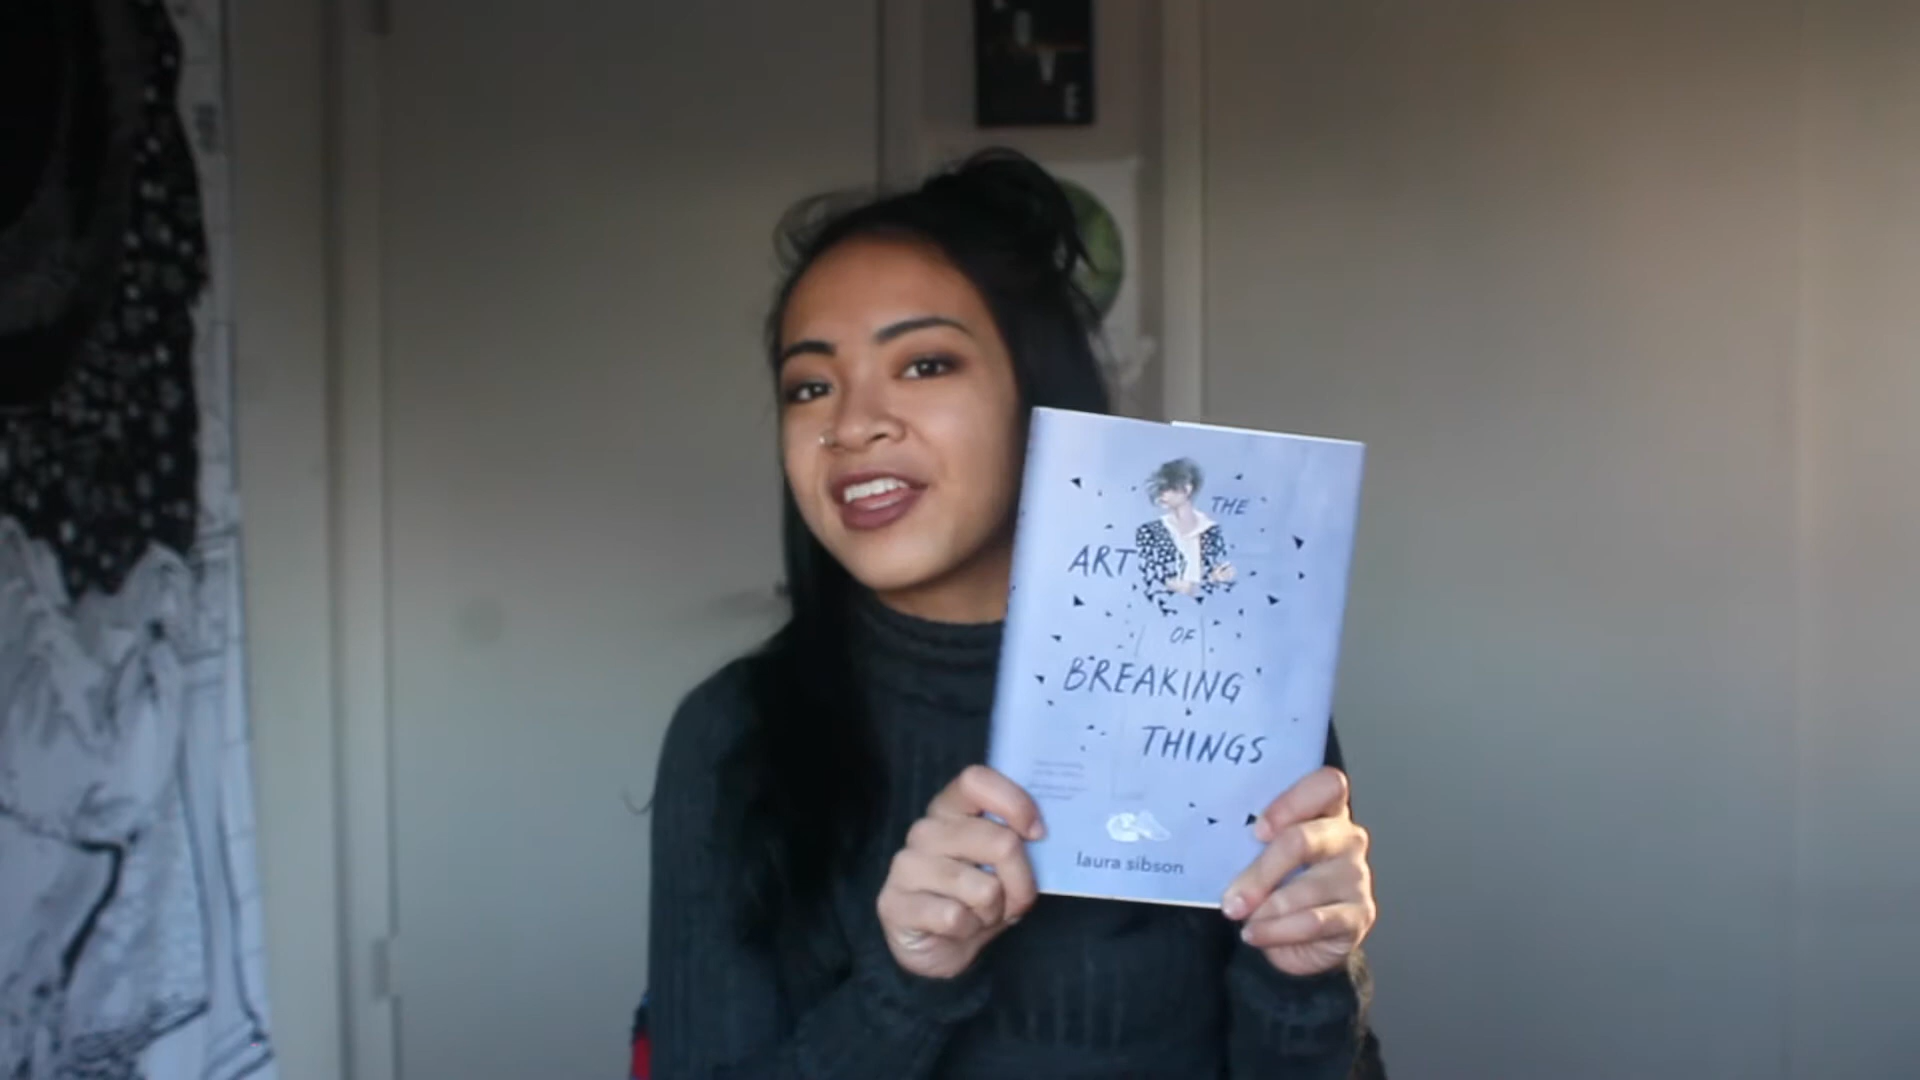 THE
ART
OF
BREAKING
THINGS
laura sibson